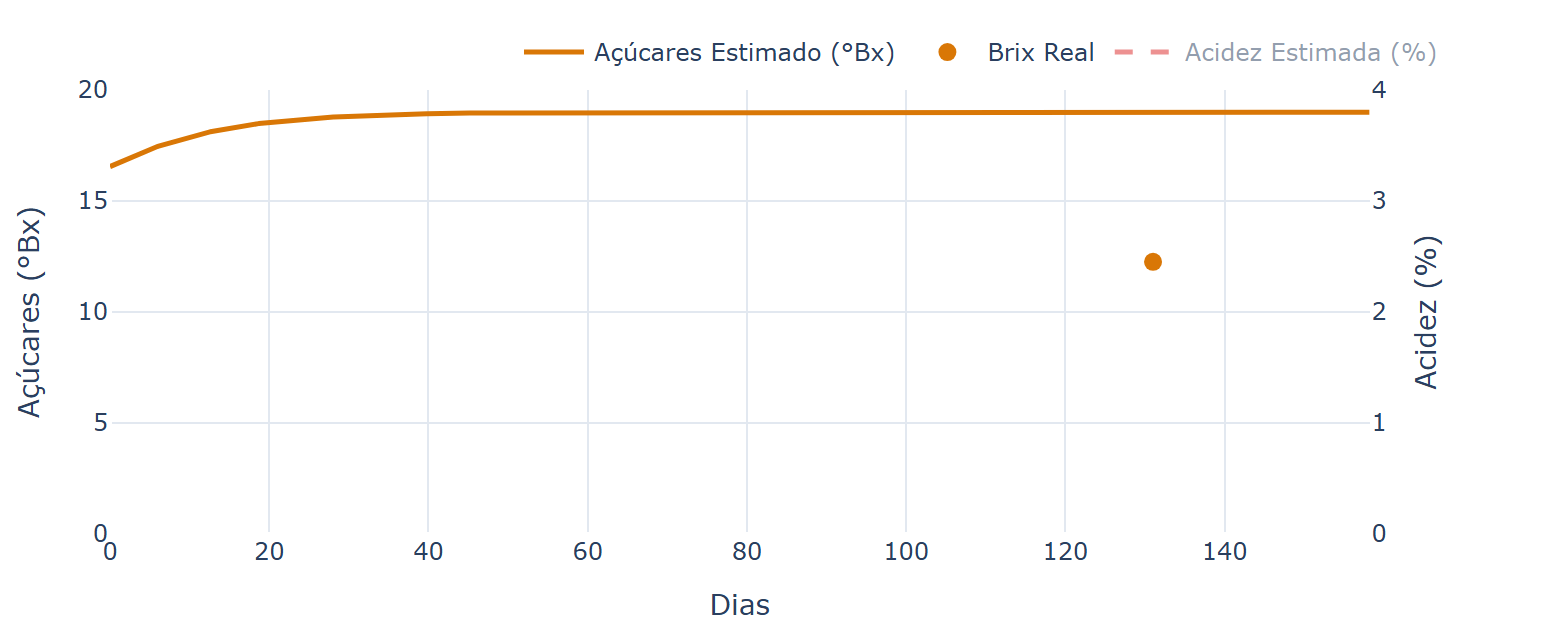 Açúcares Estimado (°Bx) Brix Real Acidez Estimada (%)
20 4
15 3
10 2
5 1
0 0
0 20 40 60 80 100 120 140
Açúcares (°Bx)
Acidez (%)
Dias